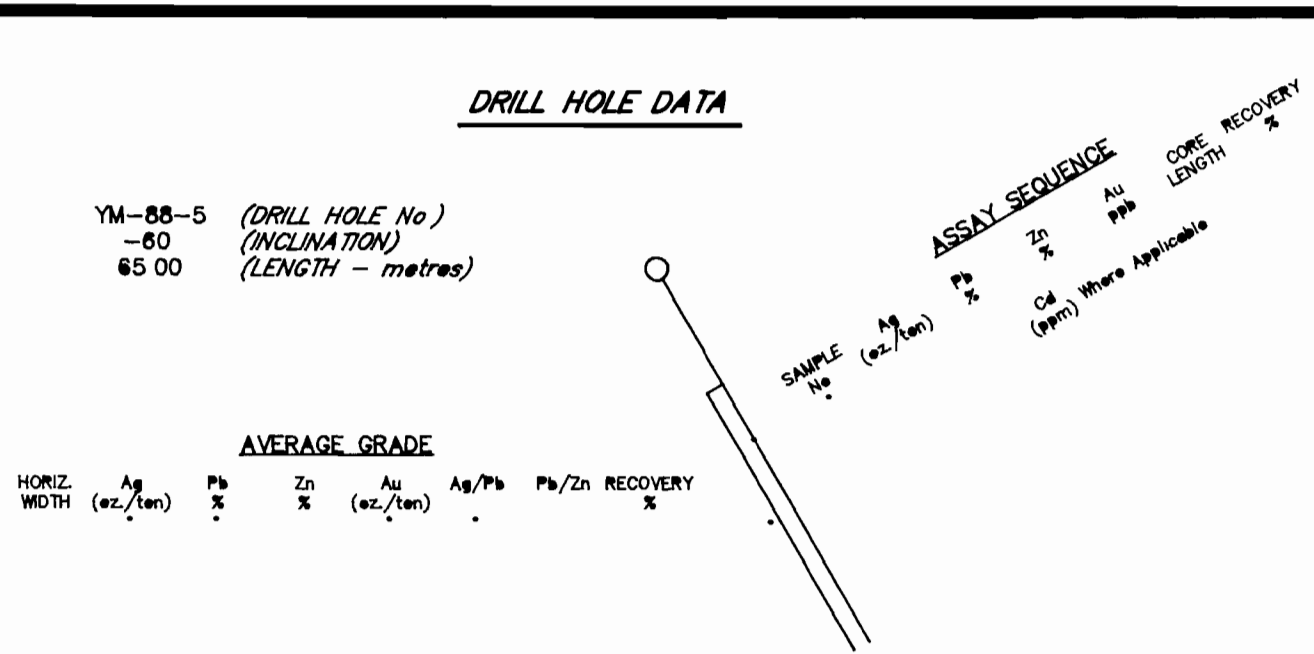 DRILL HOLE DATA
YM-88-5 (DRILL HOLE No )
-60 (INCLINATION)
65 00 (LENGTH - metres)
ASSAY SEQUENCE
SAMPLE Ag Pb Zn Au CORE RECOVERY
No (oz./ton) % % ppb LENGTH %
Cd
(ppm) Where Applicable
AVERAGE GRADE
HORIZ. Ag Pb Zn Au Ag/Pb Pb/Zn RECOVERY
WIDTH (oz./ton) % % (oz./ton) %